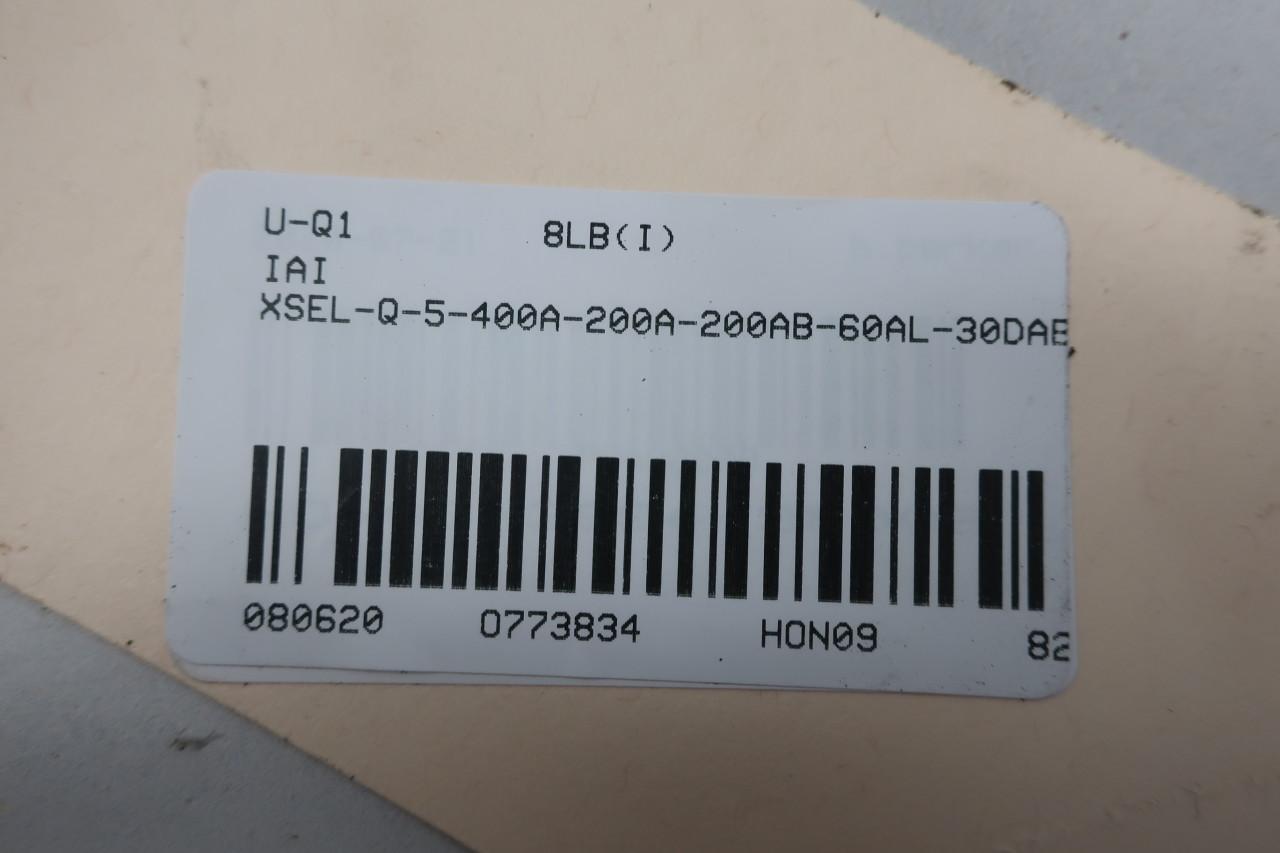 U-Q1 8LB(I)
IAI
XSEL-Q-5-400A-200A-200AB-60AL-30DAE
080620 0773834 HON09 82